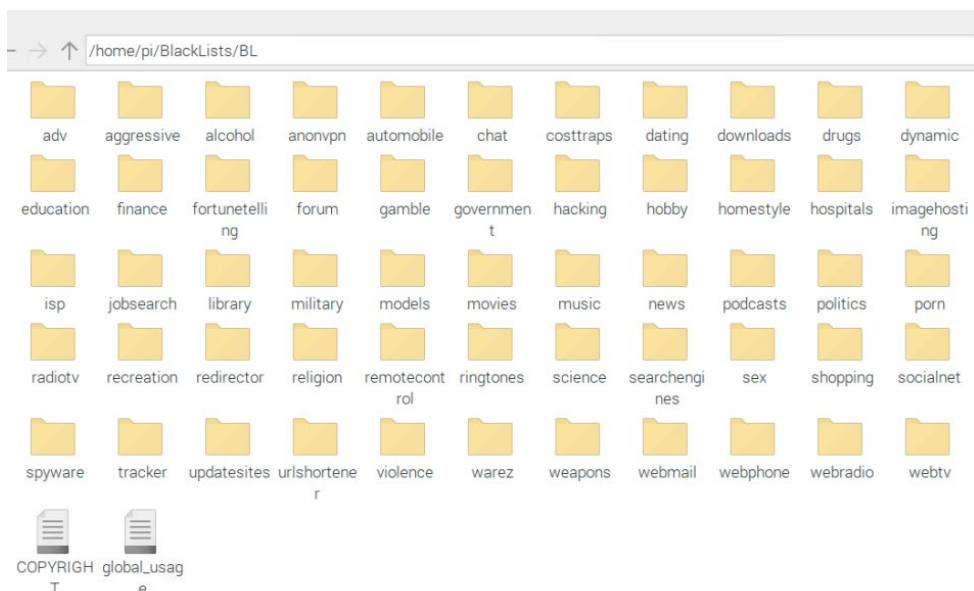 /home/pi/BlackLists/BL
adv aggressive alcohol anonvpn automobile chat costtraps dating downloads drugs dynamic
education finance fortunetelli forum gamble governmen hacking hobby homestyle hospitals imagehosti
ng t ng
isp jobsearch library military models movies music news podcasts politics porn
radiotv recreation redirector religion remotecont ringtones science searchengi sex shopping socialnet
rol nes
spyware tracker updatesites urlshortene violence warez weapons webmail webphone webradio webtv
r
COPYRIGH global_usag
T e